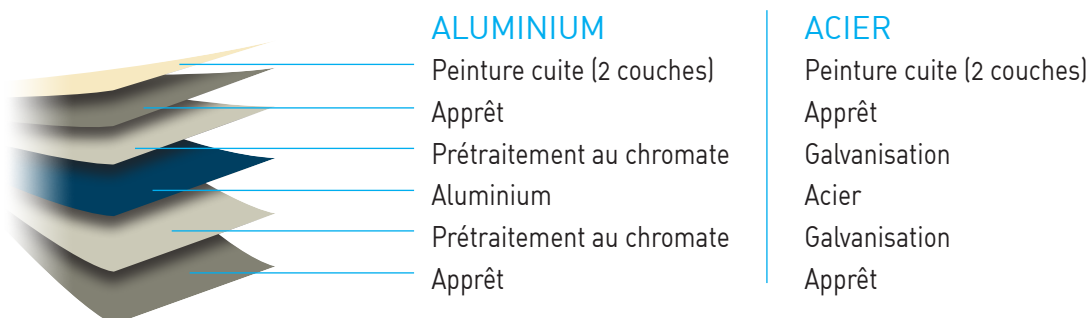 ALUMINIUM
Peinture cuite (2 couches)
Apprêt
Prétraitement au chromate
Aluminium
Prétraitement au chromate
Apprêt
ACIER
Peinture cuite (2 couches)
Apprêt
Galvanisation
Acier
Galvanisation
Apprêt